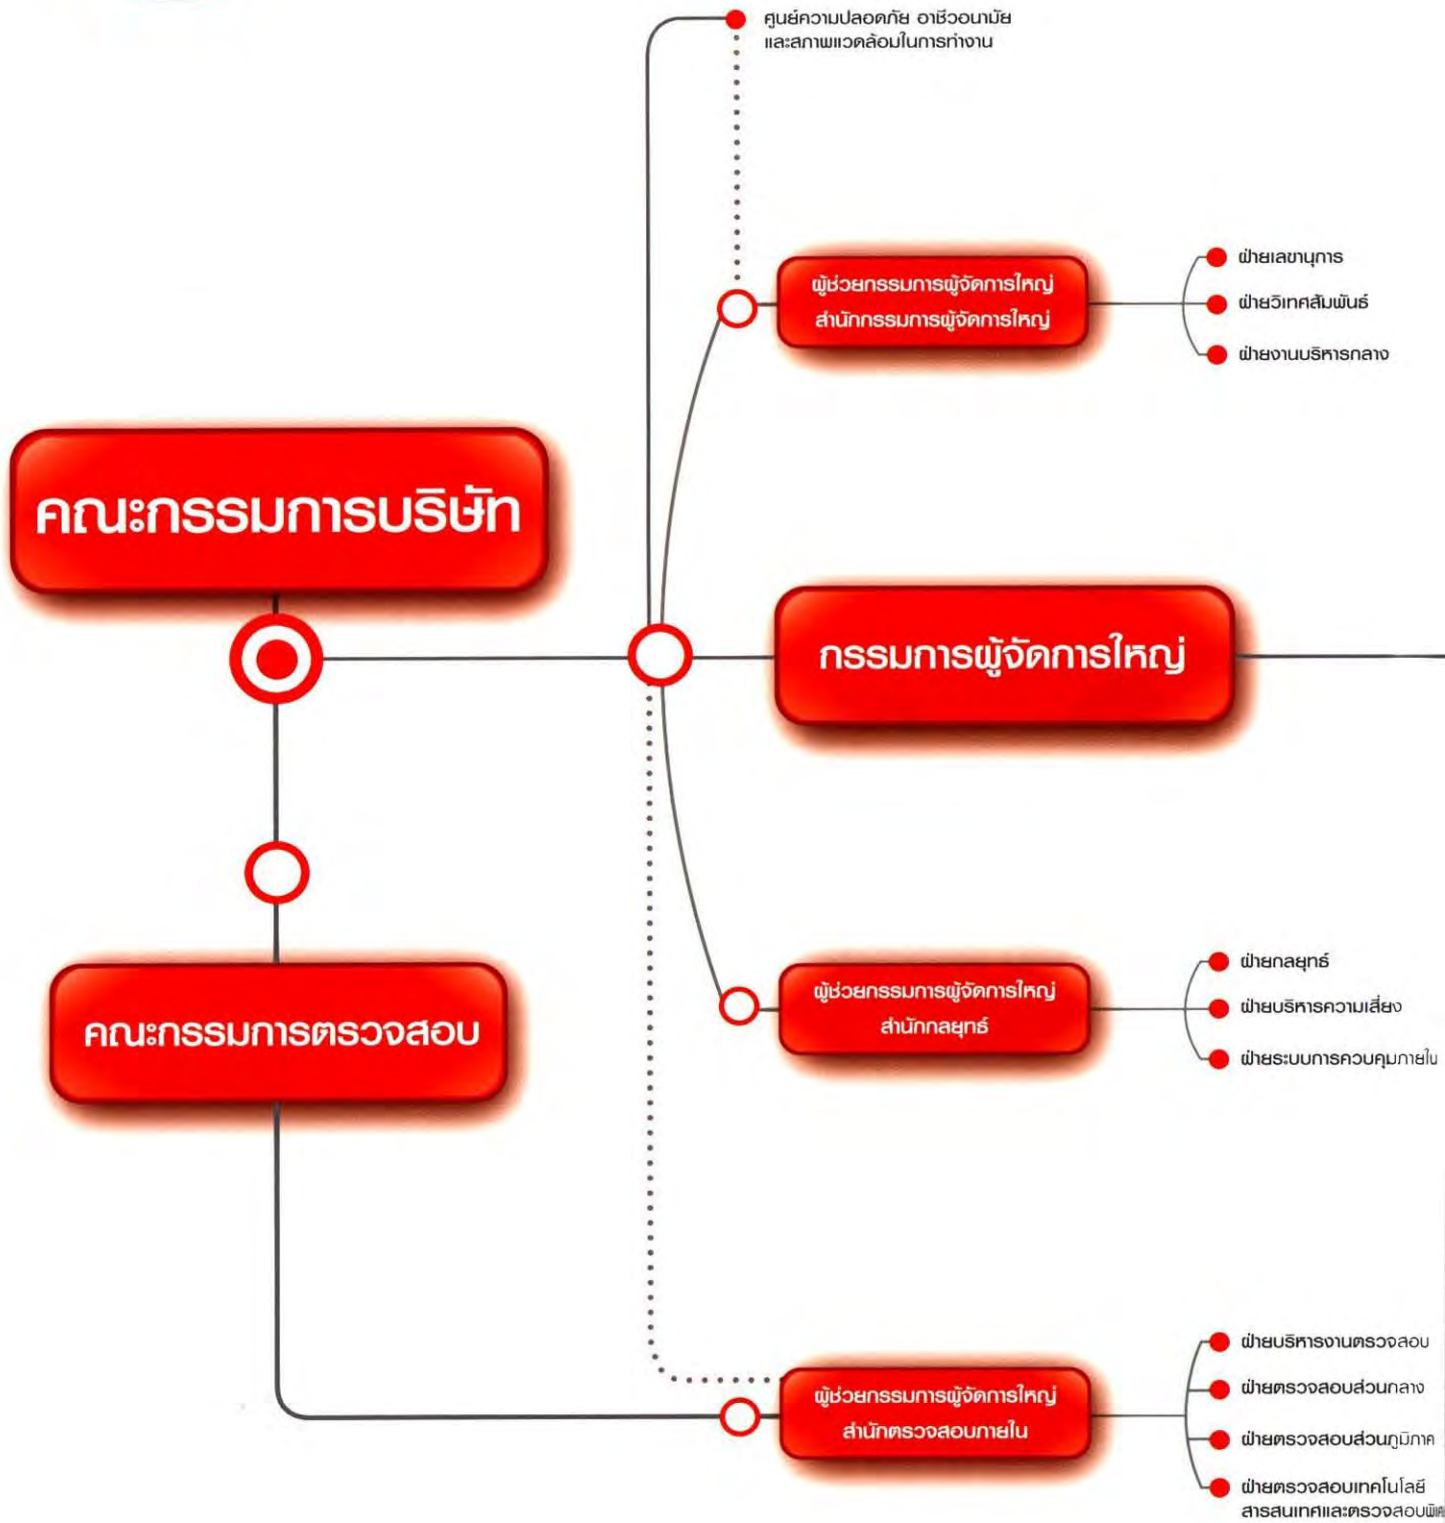 ศูนย์ความปลอดภัย อาชีวอนามัย
และสภาพแวดล้อมในการทำงาน
ผู้ช่วยกรรมการผู้จัดการใหญ่
สำนักกรรมการผู้จัดการใหญ่
ฝ่ายเลขานุการ
ฝ่ายวิเทศสัมพันธ์
ฝ่ายงานบริหารกลาง
คณะกรรมการบริษัท
กรรมการผู้จัดการใหญ่
คณะกรรมการตรวจสอบ
ผู้ช่วยกรรมการผู้จัดการใหญ่
สำนักกลยุทธ์
ฝ่ายกลยุทธ์
ฝ่ายบริหารความเสี่ยง
ฝ่ายระบบการควบคุมภายใน
ผู้ช่วยกรรมการผู้จัดการใหญ่
สำนักตรวจสอบภายใน
ฝ่ายบริหารงานตรวจสอบ
ฝ่ายตรวจสอบส่วนกลาง
ฝ่ายตรวจสอบส่วนภูมิภาค
ฝ่ายตรวจสอบเทคโนโลยี
สารสนเทศและตรวจสอบ